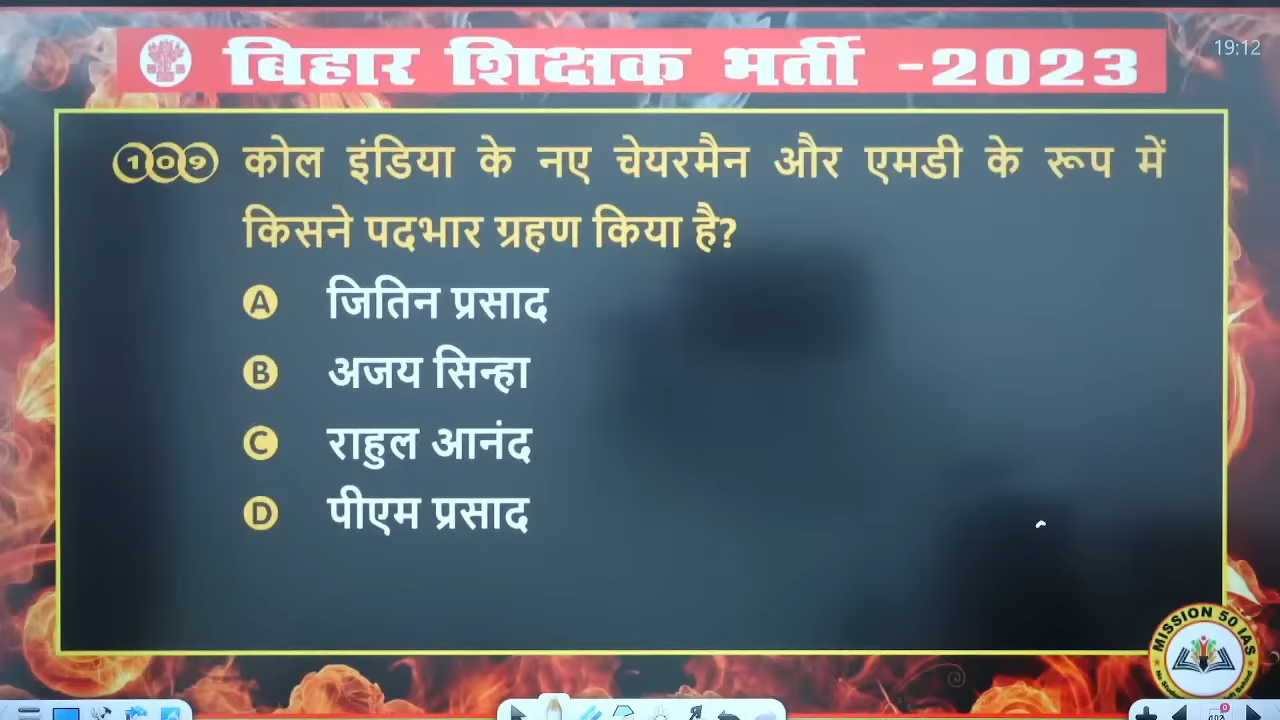 बिहार शिक्षक भर्ती -2023
19:12
109 कोल इंडिया के नए चेयरमैन और एमडी के रूप में
किसने पदभार ग्रहण किया है?
A जितिन प्रसाद
B अजय सिन्हा
C राहुल आनंद
D पीएम प्रसाद
MISSION 50 IAS